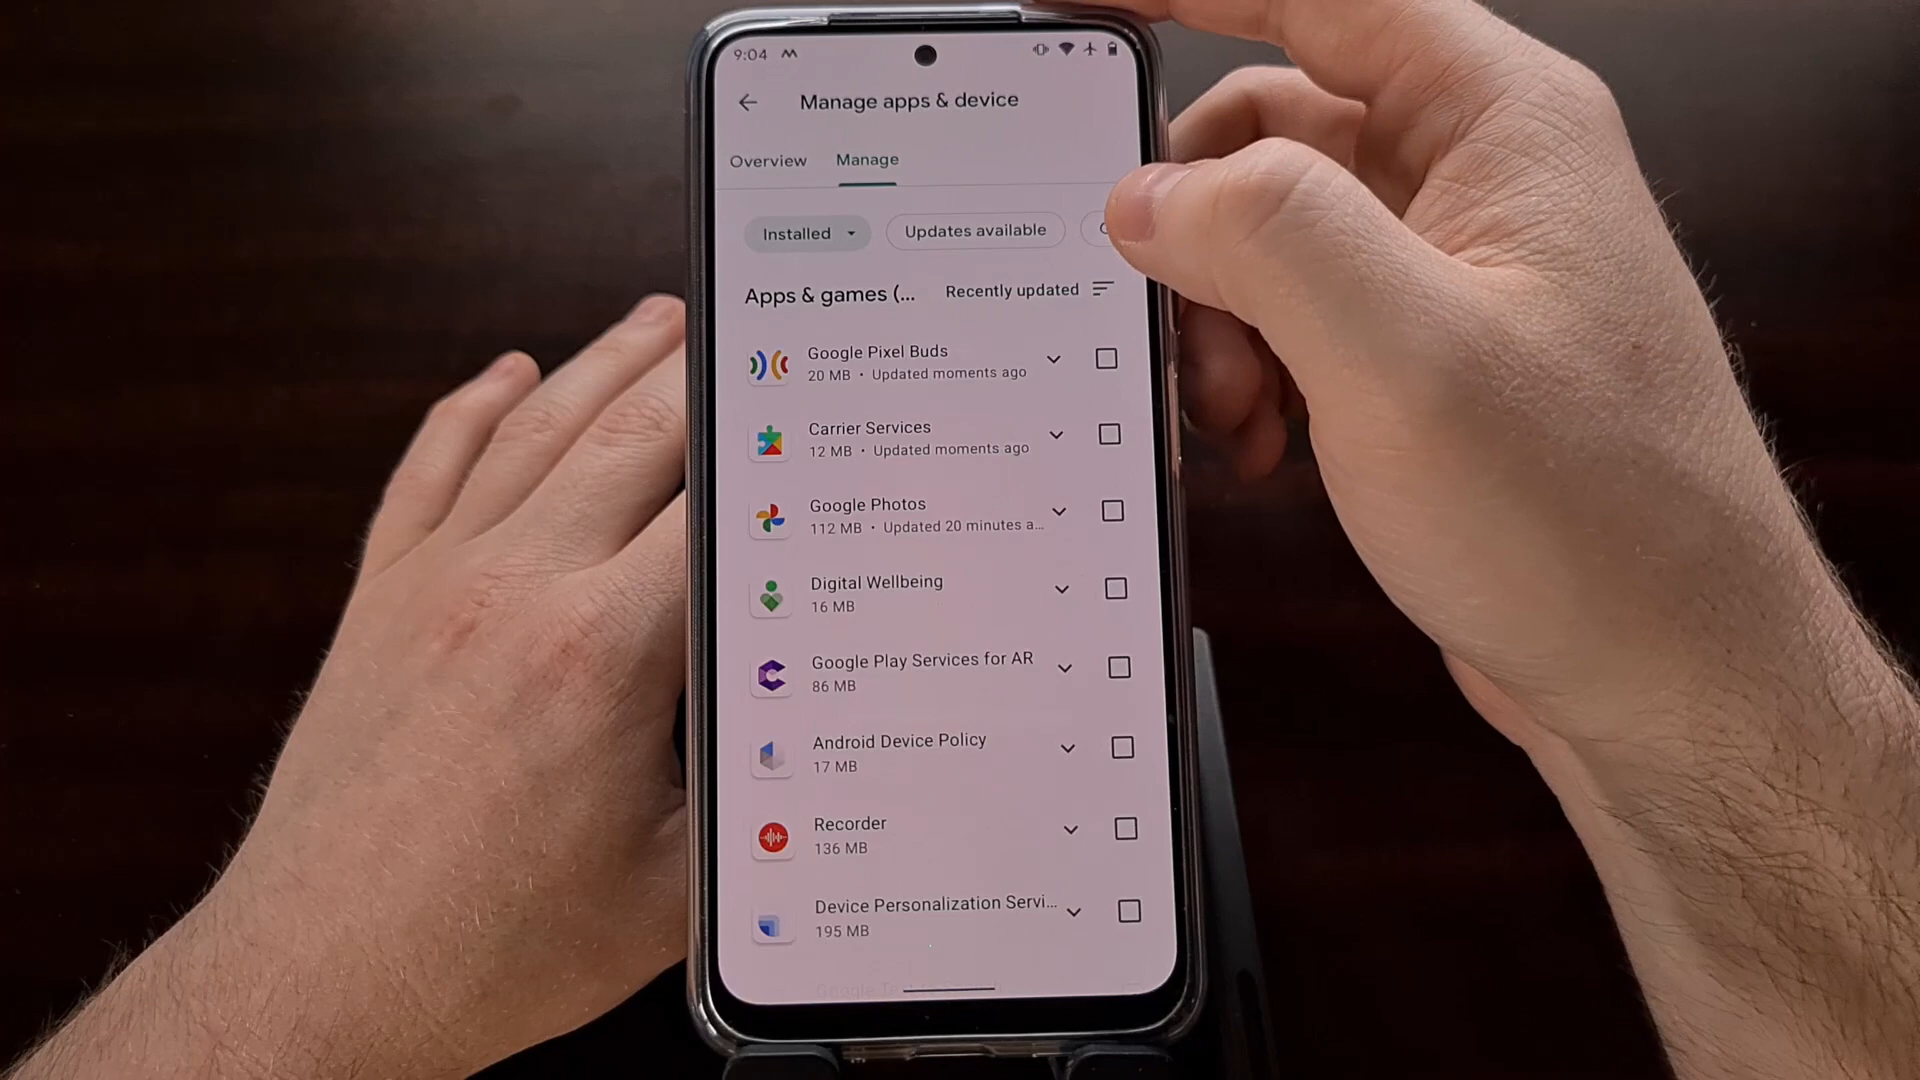 9:04
Manage apps & device
Overview Manage
Installed Updates available
Apps & games (... Recently updated
Google Pixel Buds
20 MB • Updated moments ago
Carrier Services
12 MB • Updated moments ago
Google Photos
112 MB • Updated 20 minutes a...
Digital Wellbeing
16 MB
Google Play Services for AR
86 MB
Android Device Policy
17 MB
Recorder
136 MB
Device Personalization Servi...
195 MB